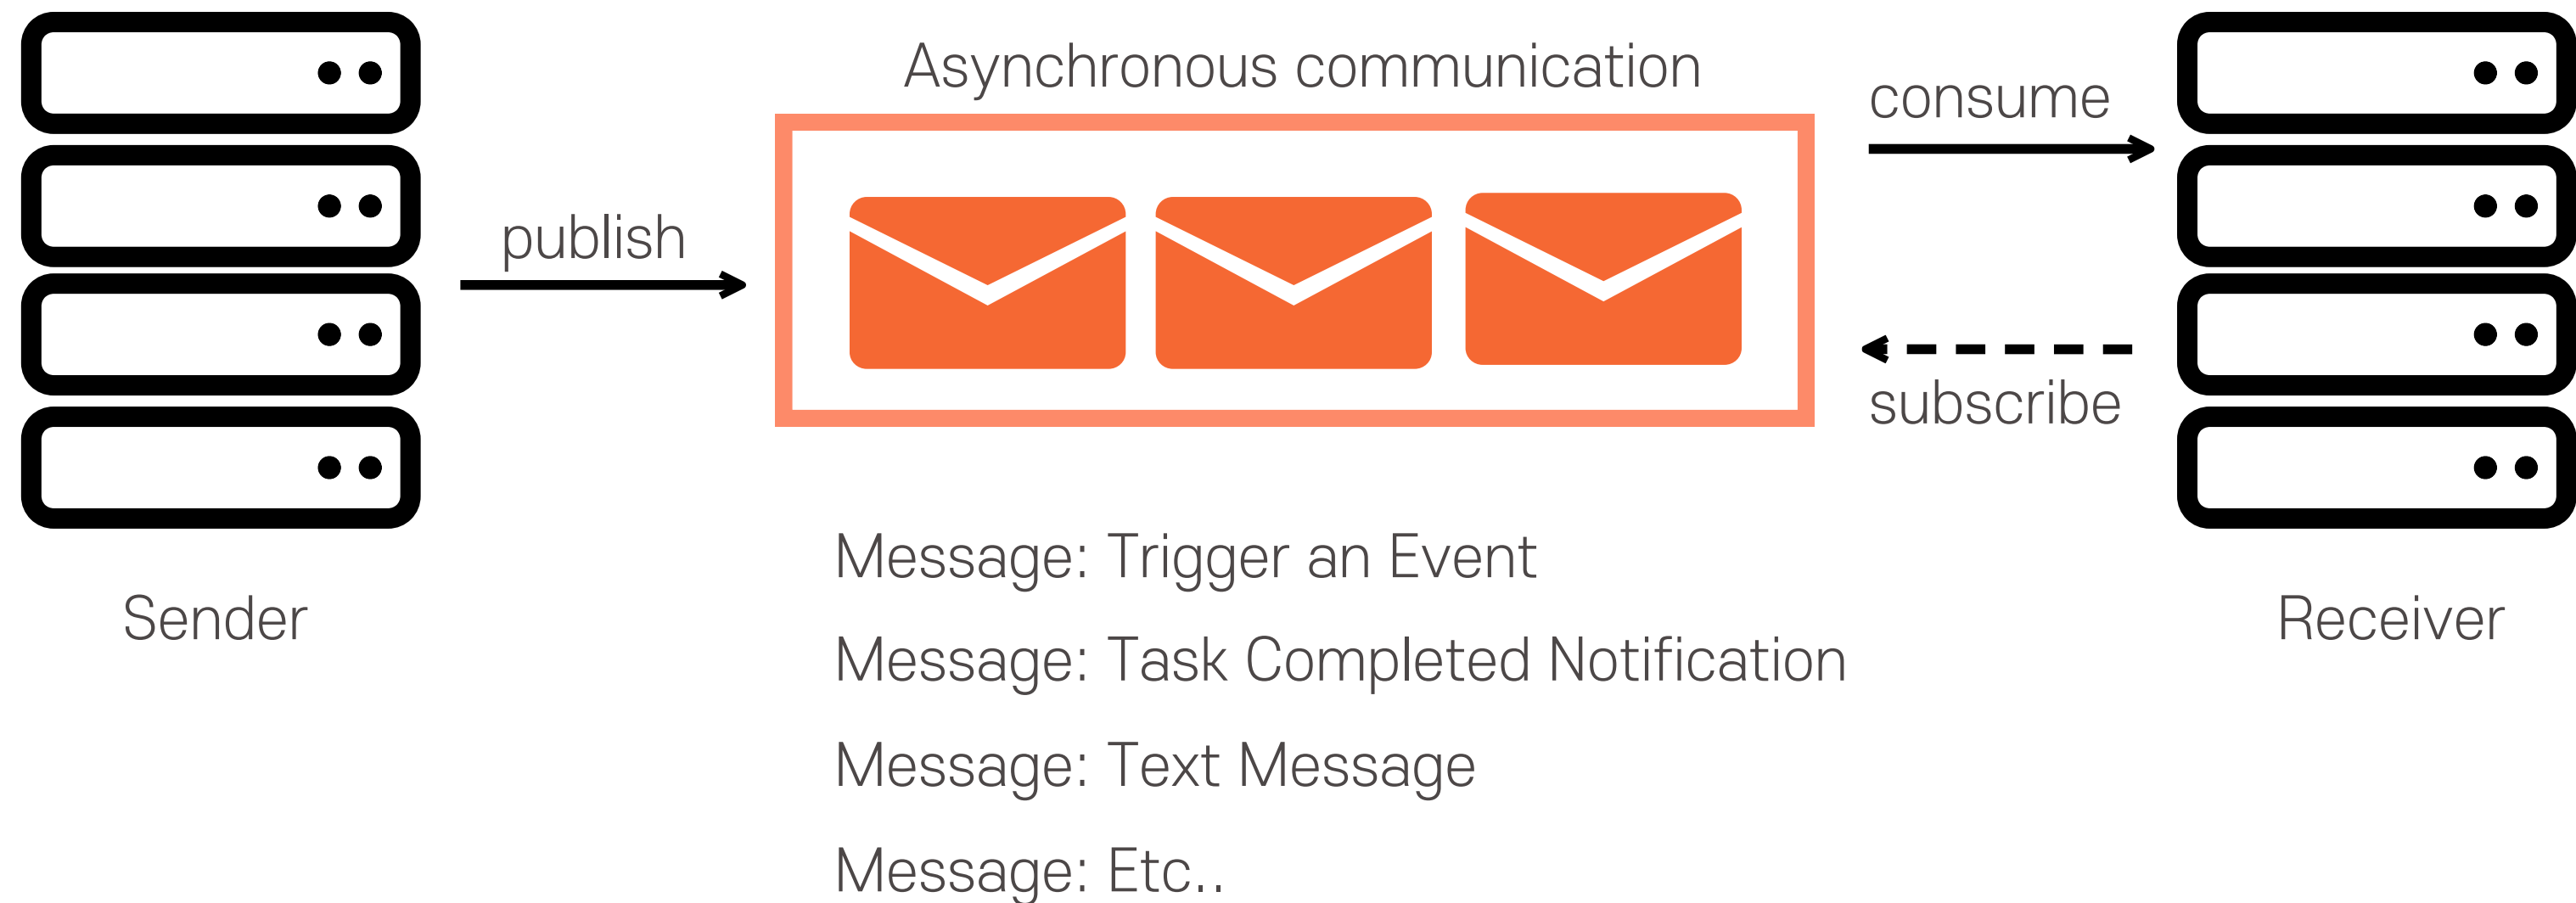 Asynchronous communication
consume
publish
subscribe
Message: Trigger an Event
Sender
Receiver
Message: Task Completed Notification
Message: Text Message
Message: Etc..